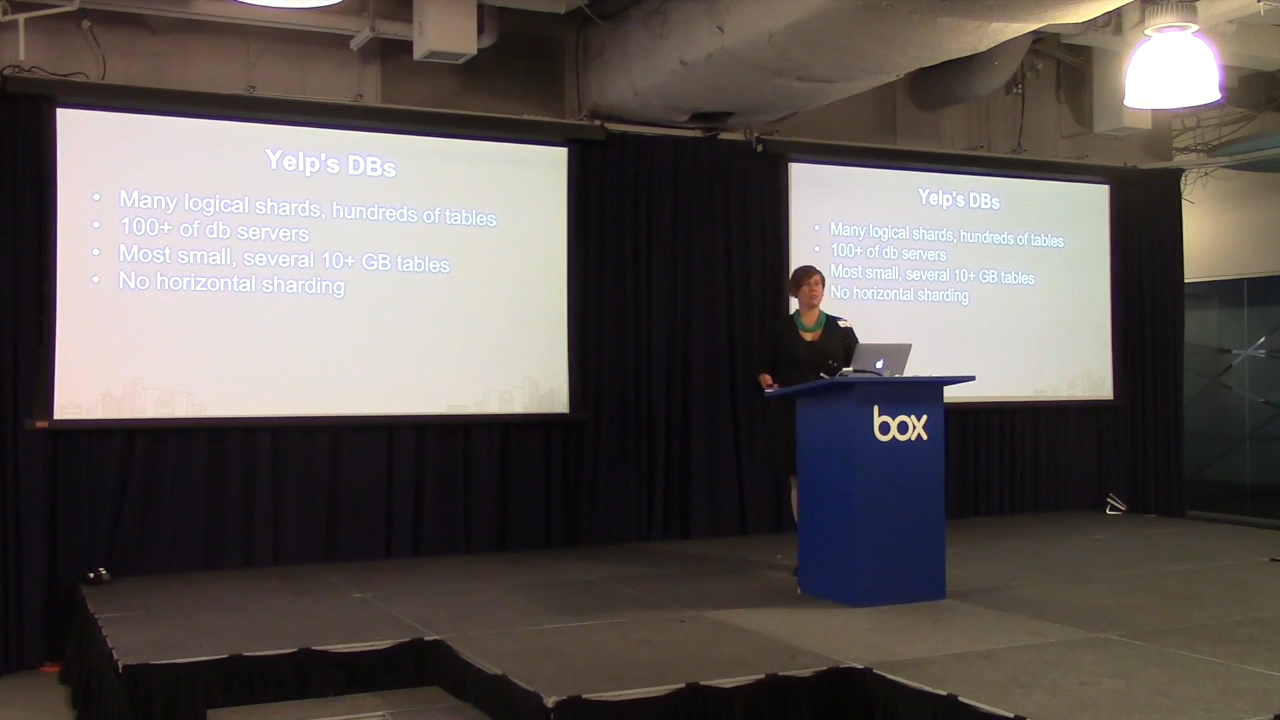 Yelp's DBs
• Many logical shards, hundreds of tables
• 100+ of db servers
• Most small, several 10+ GB tables
• No horizontal sharding
Yelp's DBs
• Many logical shards, hundreds of tables
• 100+ of db servers
Most small, several 10+ GB tables
No horizontal sharding
box